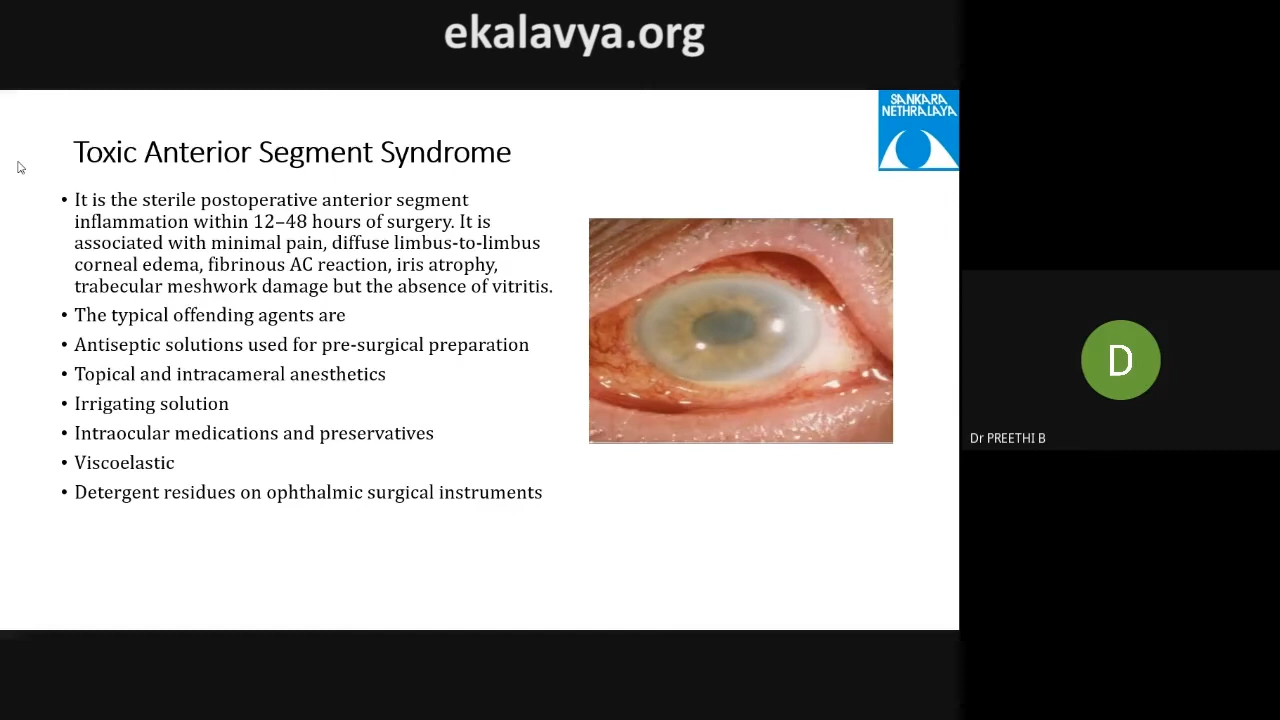 ekalavya.org
SANKARA
NETHRALAYA
Toxic Anterior Segment Syndrome
• It is the sterile postoperative anterior segment
inflammation within 12–48 hours of surgery. It is
associated with minimal pain, diffuse limbus-to-limbus
corneal edema, fibrinous AC reaction, iris atrophy,
trabecular meshwork damage but the absence of vitritis.
• The typical offending agents are
• Antiseptic solutions used for pre-surgical preparation
• Topical and intracameral anesthetics
• Irrigating solution
• Intraocular medications and preservatives
• Viscoelastic
• Detergent residues on ophthalmic surgical instruments
D
Dr PREETHI B